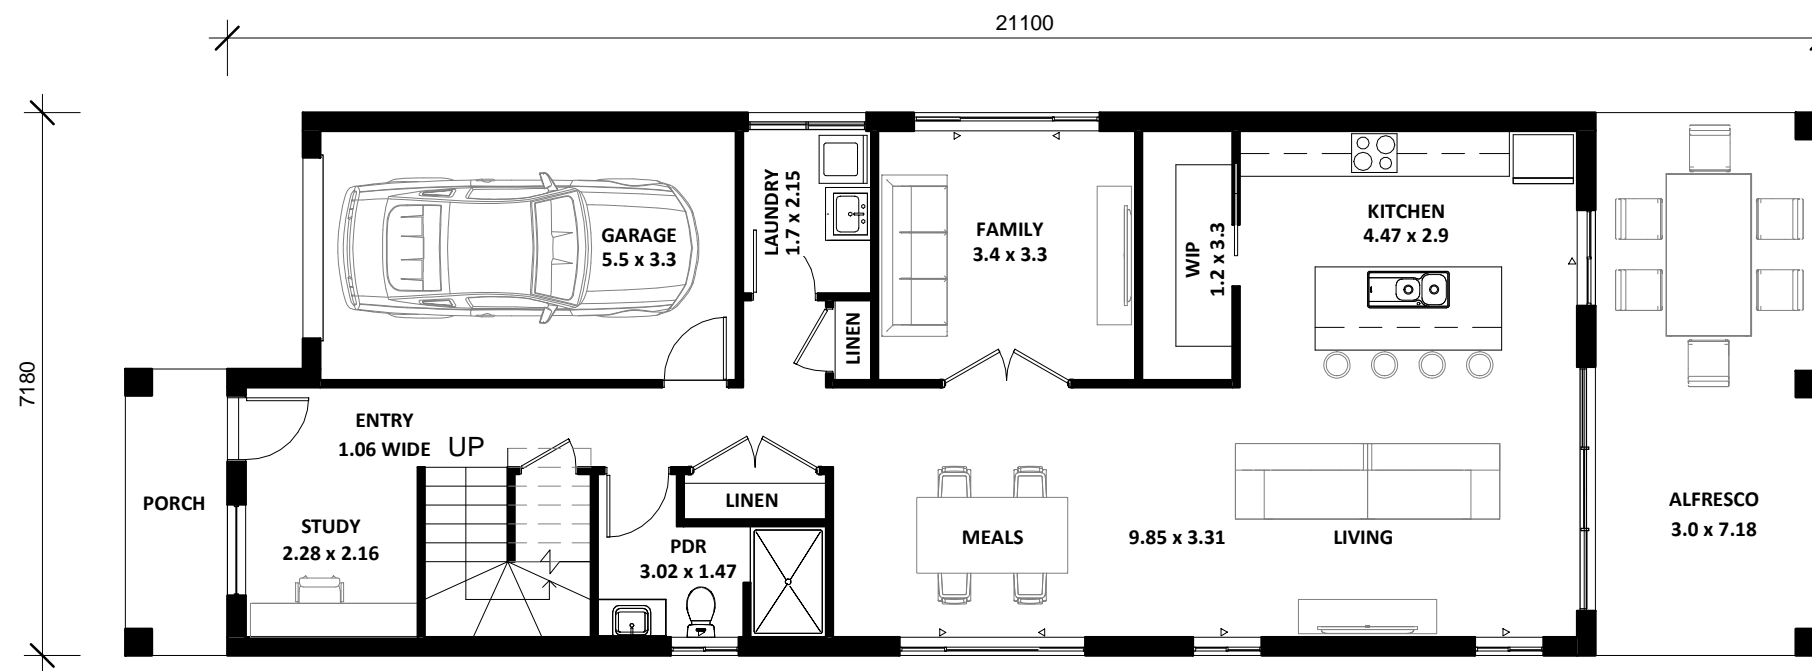 21100
7180
GARAGE
5.5 x 3.3
LAUNDRY
1.7 x 2.15
FAMILY
3.4 x 3.3
WIP
1.2 x 3.3
KITCHEN
4.47 x 2.9
LINEN
ENTRY
1.06 WIDE
UP
PORCH
STUDY
2.28 x 2.16
LINEN
PDR
3.02 x 1.47
MEALS
9.85 x 3.31
LIVING
ALFRESCO
3.0 x 7.18